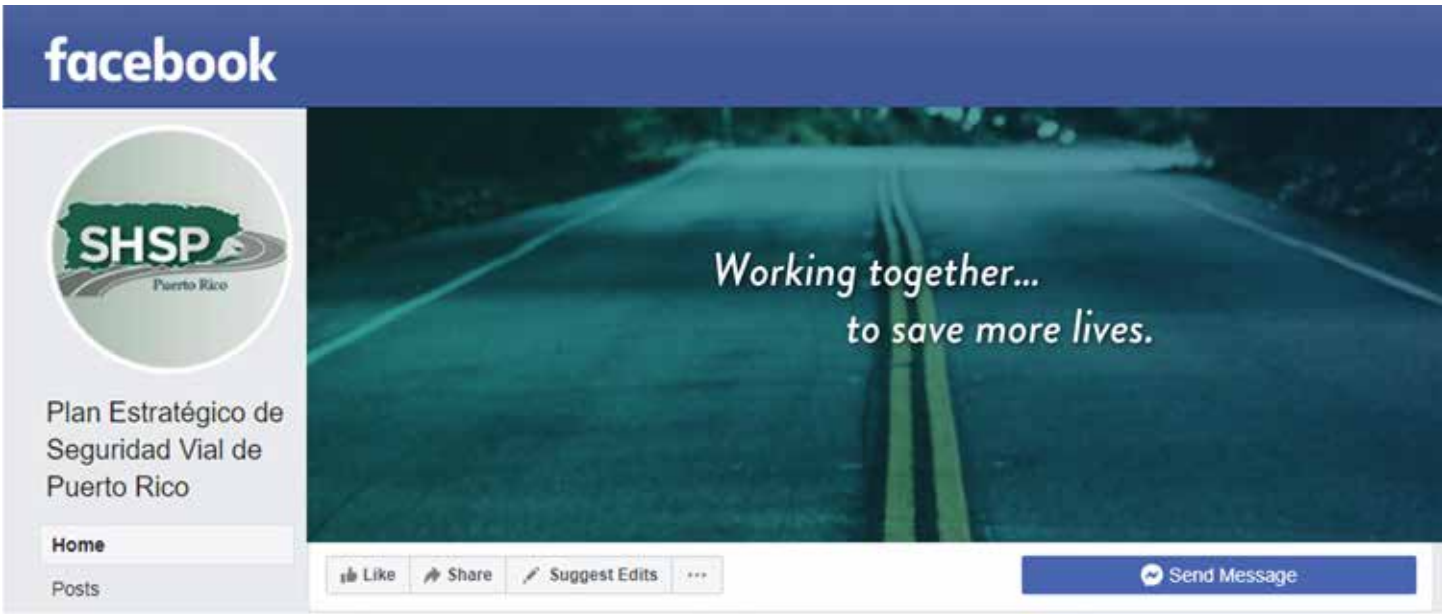 facebook
SHSP
Puerto Rico
Plan Estratégico de
Seguridad Vial de
Puerto Rico
Home
Posts
Working together...
to save more lives.
Like Share Suggest Edits ...
Send Message